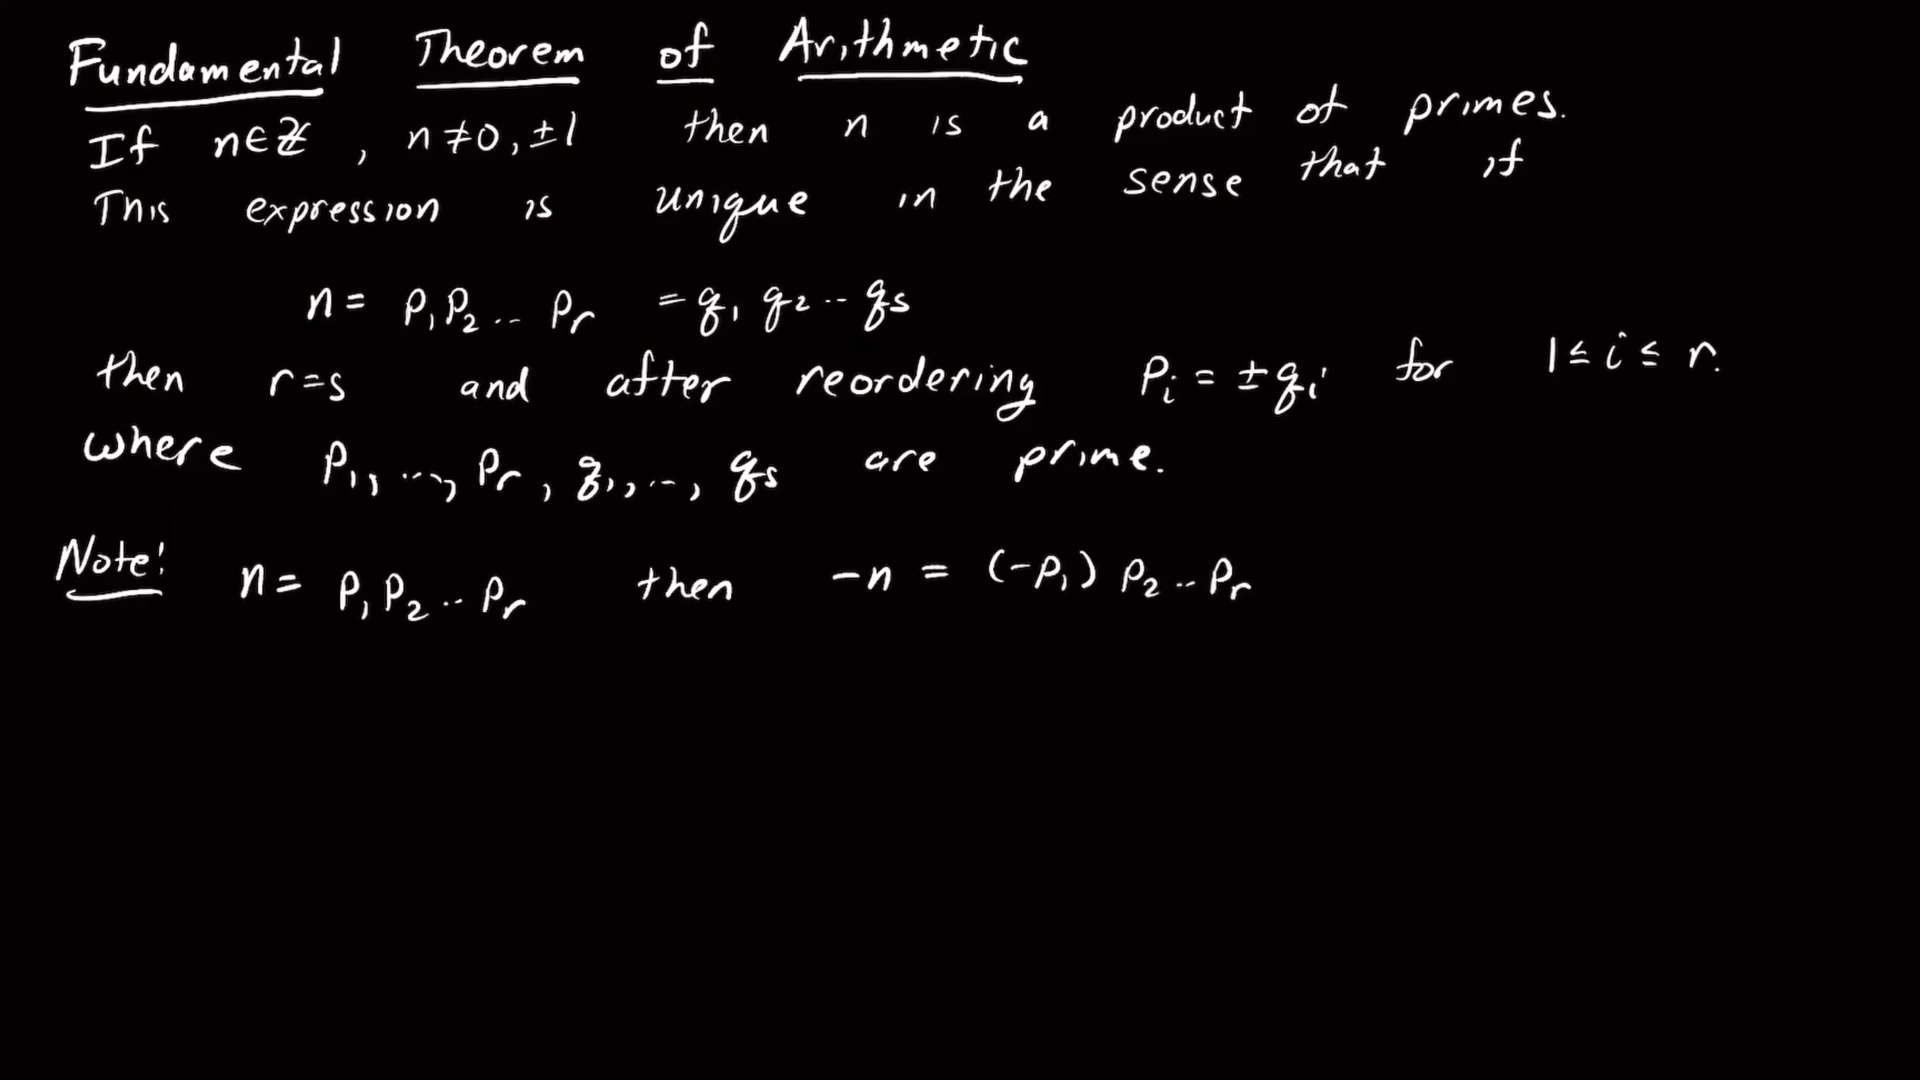 Fundamental Theorem of Arithmetic
If n∈ℤ, n≠0, ±1 then n is a product of primes.
This expression is unique in the sense that if
n = p₁p₂...pᵣ = q₁q₂...qₛ
then r=s and after reordering pᵢ = ±qᵢ for 1≤i≤r.
where p₁,...,pᵣ, q₁,...,qₛ are prime.
Note! n = p₁p₂...pᵣ then -n = (-p₁)p₂...pᵣ